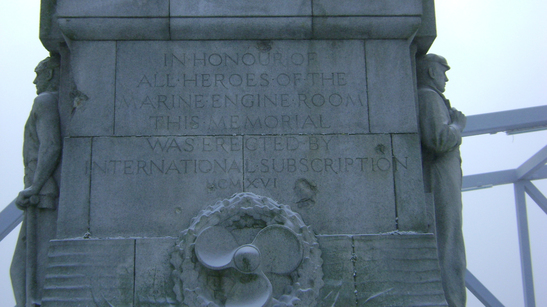 IN·HONOUR·OF
ALL·HEROES·OF·THE
MARINE·ENGINE·ROOM
THIS MEMORIAL
WAS·ERECTED·BY
INTERNATIONAL·SUBSCRIPTION
MCMXVI